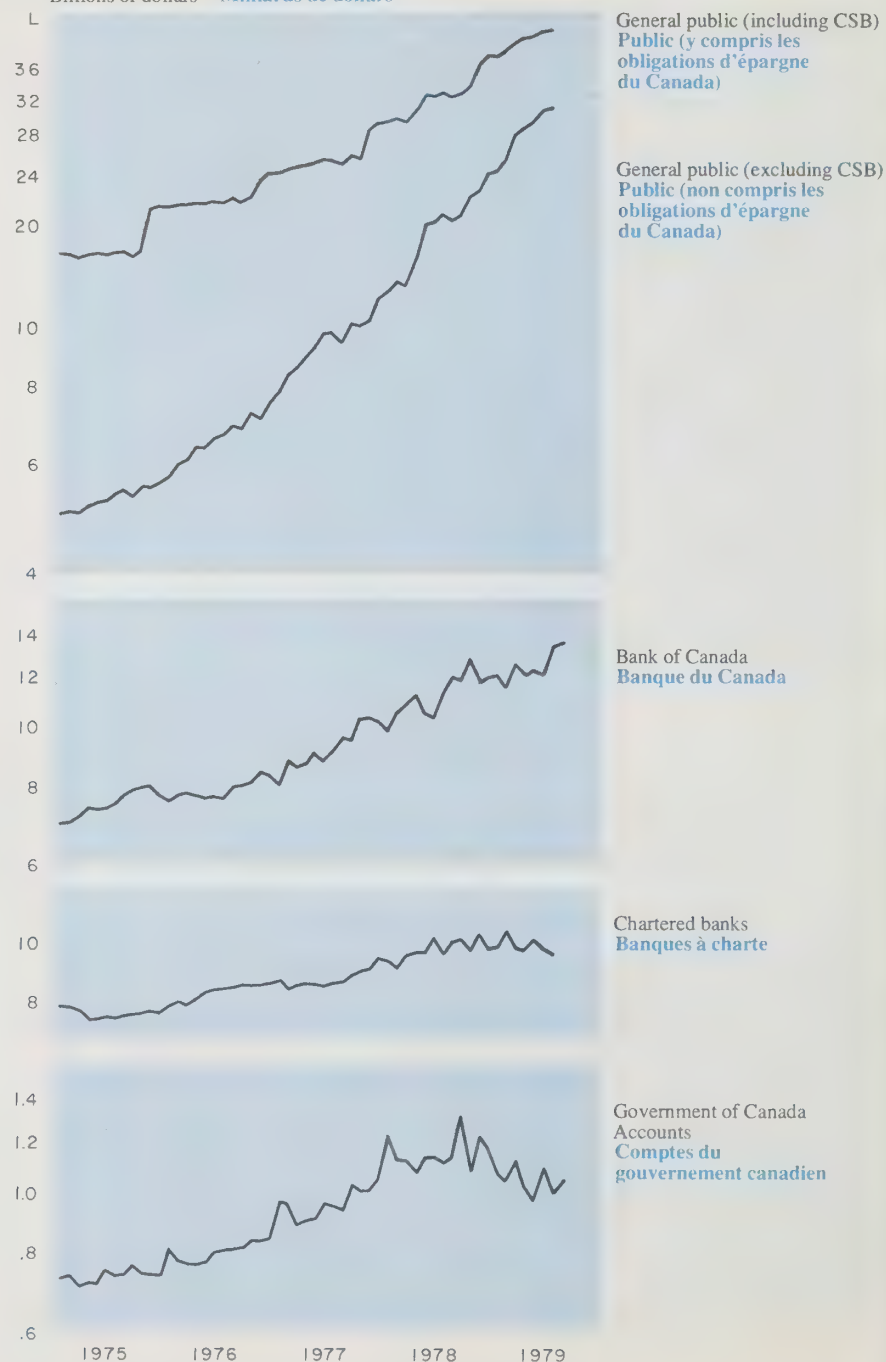 General public (including CSB)
Public (y compris les
obligations d'épargne
du Canada)
General public (excluding CSB)
Public (non compris les
obligations d'épargne
du Canada)
L
36
32
28
24
20
10
8
6
4
Bank of Canada
Banque du Canada
14
12
10
8
6
Chartered banks
Banques à charte
10
8
Government of Canada
Accounts
Comptes du
gouvernement canadien
1.4
1.2
1.0
.8
.6
1975 1976 1977 1978 1979